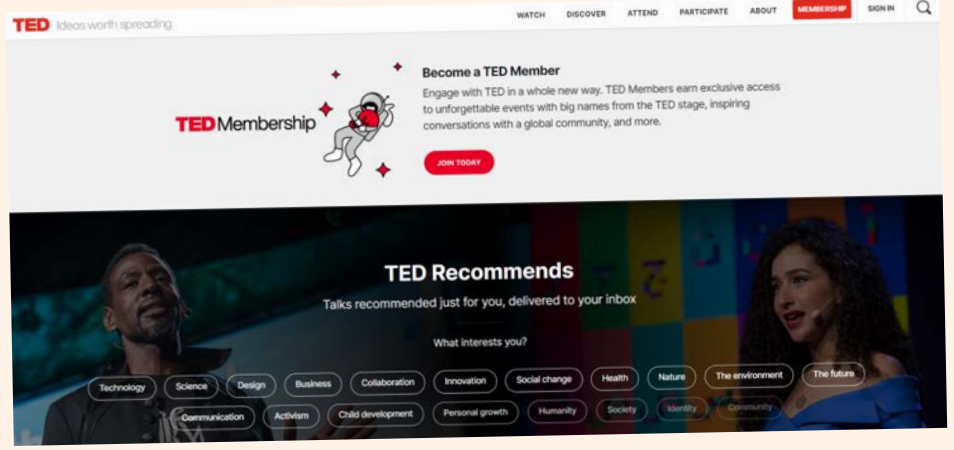 TED Ideas worth spreading
WATCH DISCOVER ATTEND PARTICIPATE ABOUT MEMBERSHIP SIGN IN
Become a TED Member
Engage with TED in a whole new way. TED Members earn exclusive access
to unforgettable events with big names from the TED stage, inspiring
conversations with a global community, and more.
TEDMembership
JOIN TODAY
TED Recommends
Talks recommended just for you, delivered to your inbox
What interests you?
Technology Science Design Business Collaboration Innovation Social change Health Nature The environment The future
Communication Activism Child development Personal growth Humanity Society Identity Community